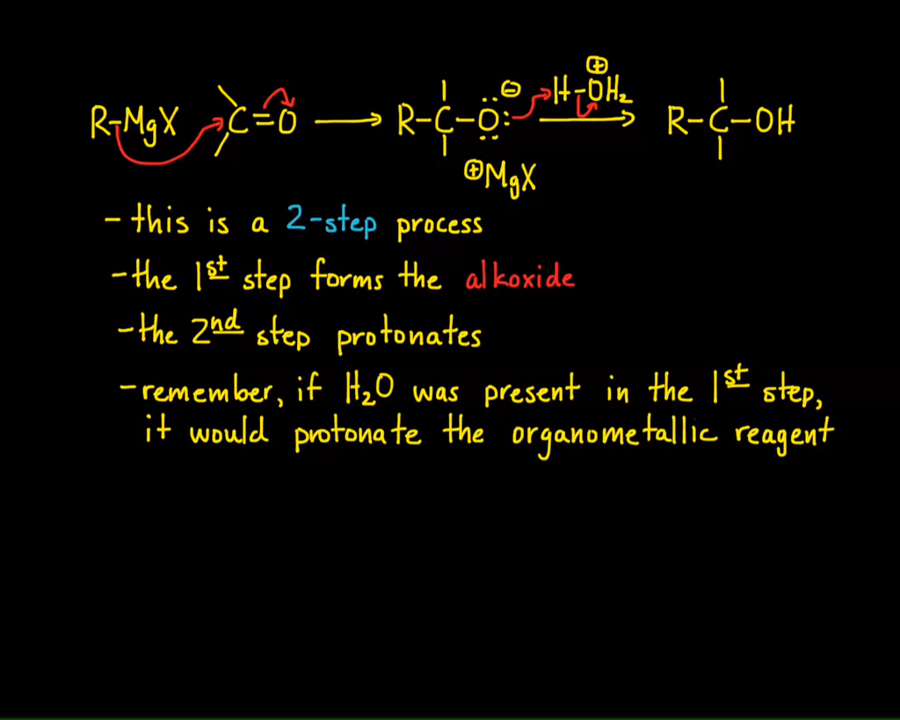 R-MgX C=O → R-C-Ö:⊖ H-OH₂⊕ → R-C-OH
⊕MgX
- this is a 2-step process
- the 1st step forms the alkoxide
- the 2nd step protonates
- remember, if H₂O was present in the 1st step,
it would protonate the organometallic reagent